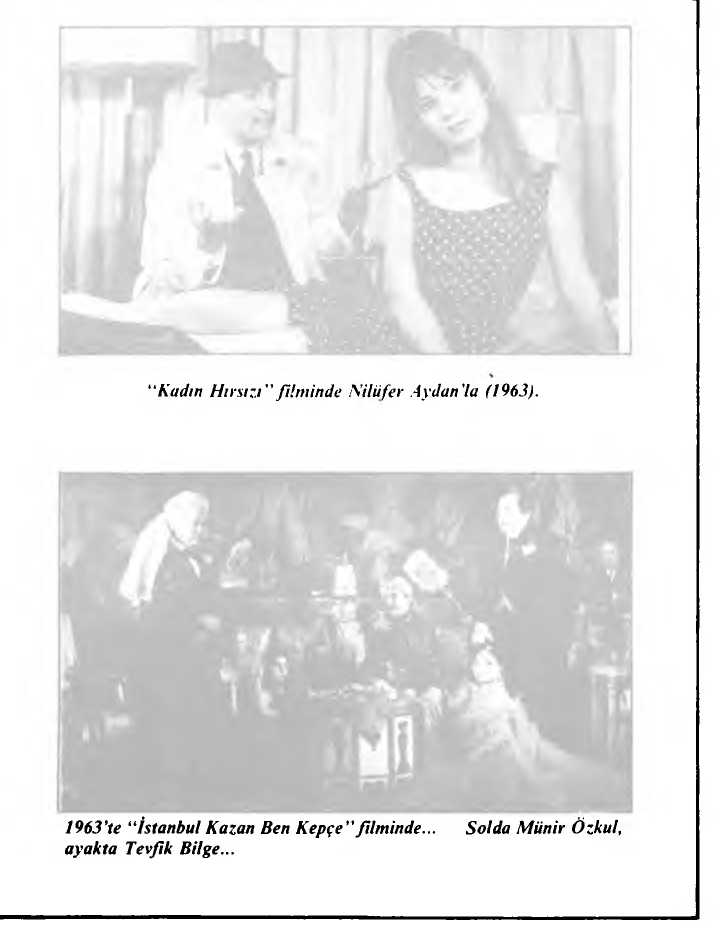 “Kadın Hırsızı” filminde Nilüfer Aydan’la (1963).
1963’te “İstanbul Kazan Ben Kepçe” filminde... Solda Münir Özkul,
ayakta Tevfik Bilge...